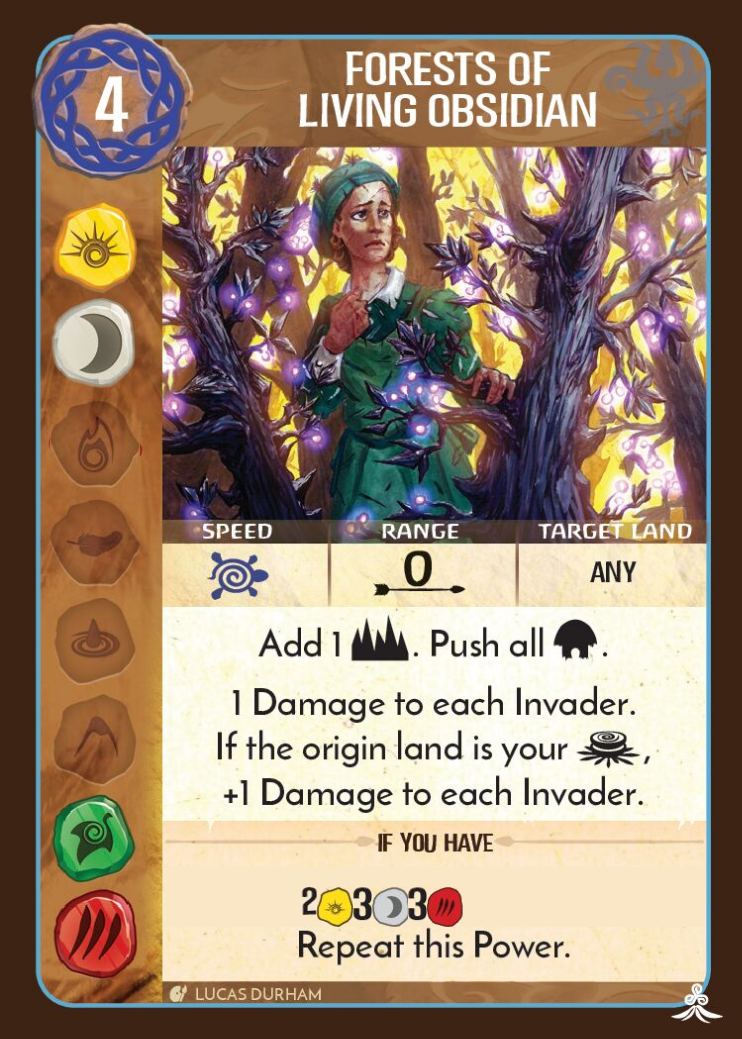 4
FORESTS OF
LIVING OBSIDIAN
SPEED RANGE TARGET LAND
0 ANY
Add 1 . Push all .
1 Damage to each Invader.
If the origin land is your ,
+1 Damage to each Invader.
IF YOU HAVE
2 3 3
Repeat this Power.
LUCAS DURHAM